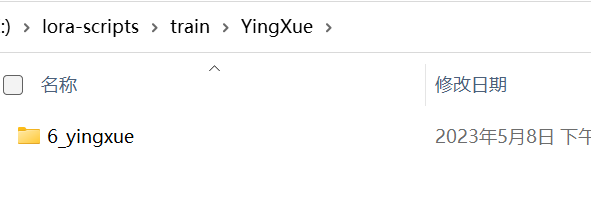 :) › lora-scripts › train › YingXue ›
名称 修改日期
6_yingxue 2023年5月8日 下午